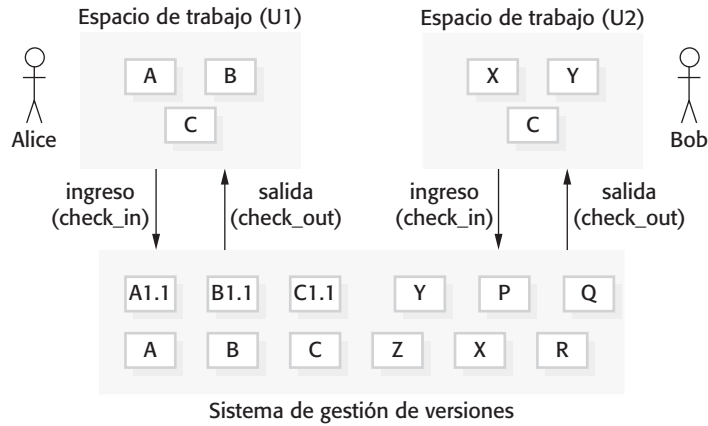 Espacio de trabajo (U1)
Espacio de trabajo (U2)
A
B
C
X
Y
C
Alice
Bob
ingreso
(check_in)
salida
(check_out)
ingreso
(check_in)
salida
(check_out)
A1.1
B1.1
C1.1
Y
P
Q
A
B
C
Z
X
R
Sistema de gestión de versiones